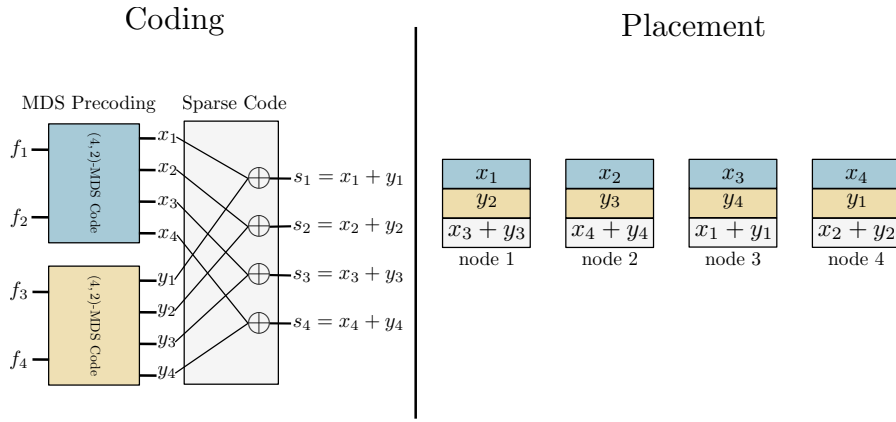 Coding
MDS Precoding
Sparse Code
f₁
f₂
(4, 2)-MDS Code
x₁
x₂
x₃
x₄
f₃
f₄
(4, 2)-MDS Code
y₁
y₂
y₃
y₄
s₁ = x₁ + y₁
s₂ = x₂ + y₂
s₃ = x₃ + y₃
s₄ = x₄ + y₄
Placement
x₁
y₂
x₃ + y₃
node 1
x₂
y₃
x₄ + y₄
node 2
x₃
y₄
x₁ + y₁
node 3
x₄
y₁
x₂ + y₂
node 4